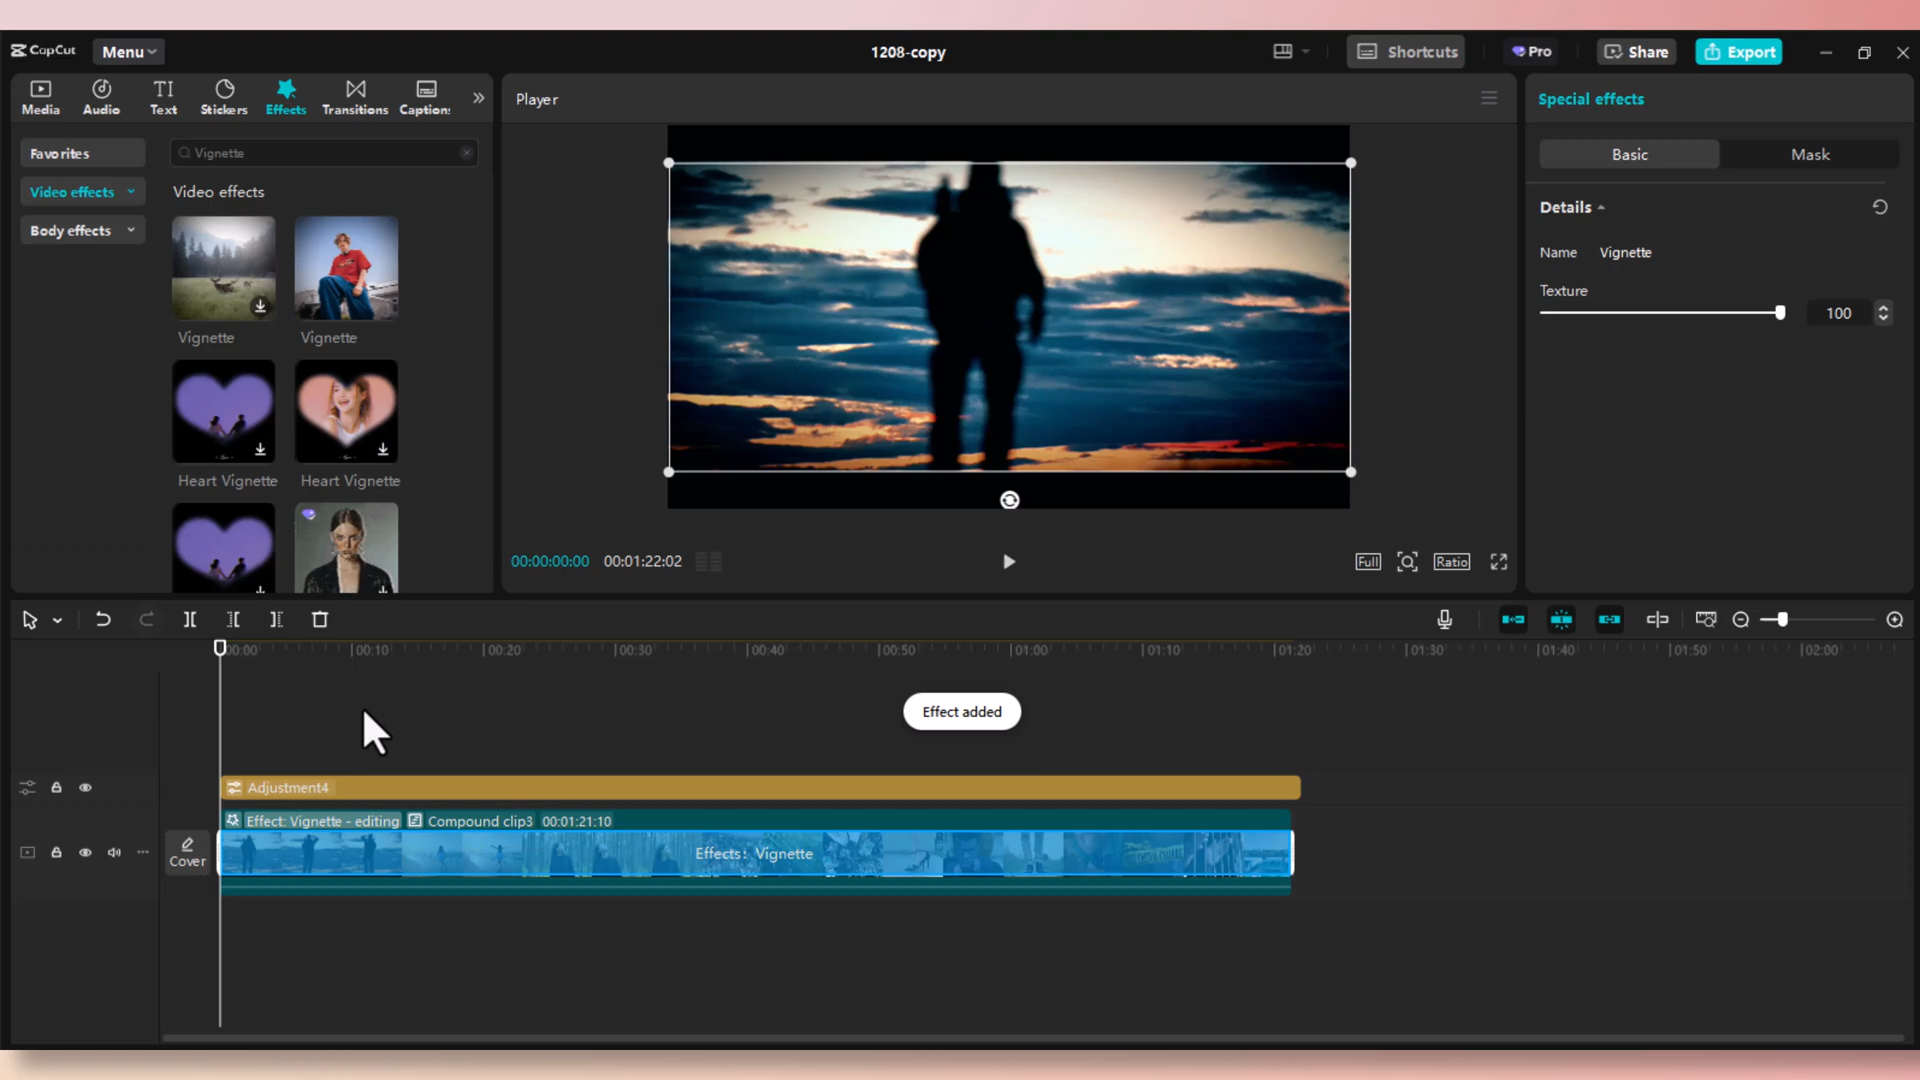 CapCut
Menu
1208-copy
Shortcuts
Pro
Share
Export
Media
Audio
Text
Stickers
Effects
Transitions
Caption:
Player
Special effects
Favorites
Vignette
Basic
Mask
Video effects
Video effects
Body effects
Details
Name
Vignette
Texture
100
Vignette
Vignette
Heart Vignette
Heart Vignette
00:00:00:00
00:01:22:02
Full
Ratio
00:00
00:10
00:20
00:30
00:40
00:50
01:00
01:10
01:20
01:30
01:40
01:50
02:00
Effect added
Adjustment4
Effect: Vignette - editing
Compound clip3
00:01:21:10
Cover
Effects: Vignette